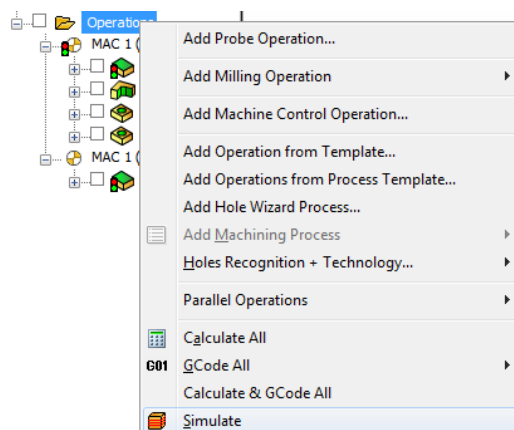 Operations
MAC 1 (
MAC 1 (
Add Probe Operation...
Add Milling Operation
Add Machine Control Operation...
Add Operation from Template...
Add Operations from Process Template...
Add Hole Wizard Process...
Add Machining Process
Holes Recognition + Technology...
Parallel Operations
Calculate All
G01 GCode All
Calculate & GCode All
Simulate